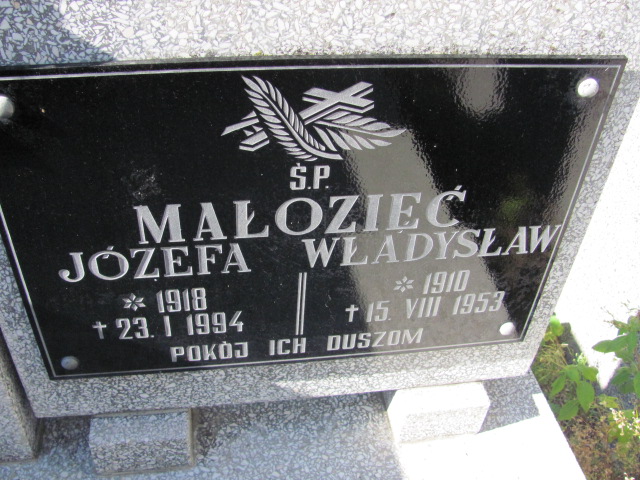 Ś.P.
MAŁOZIĘĆ
JÓZEFA WŁADYSŁAW
* 1918 * 1910
† 23. I 1994 † 15. VIII 1953
POKÓJ ICH DUSZOM